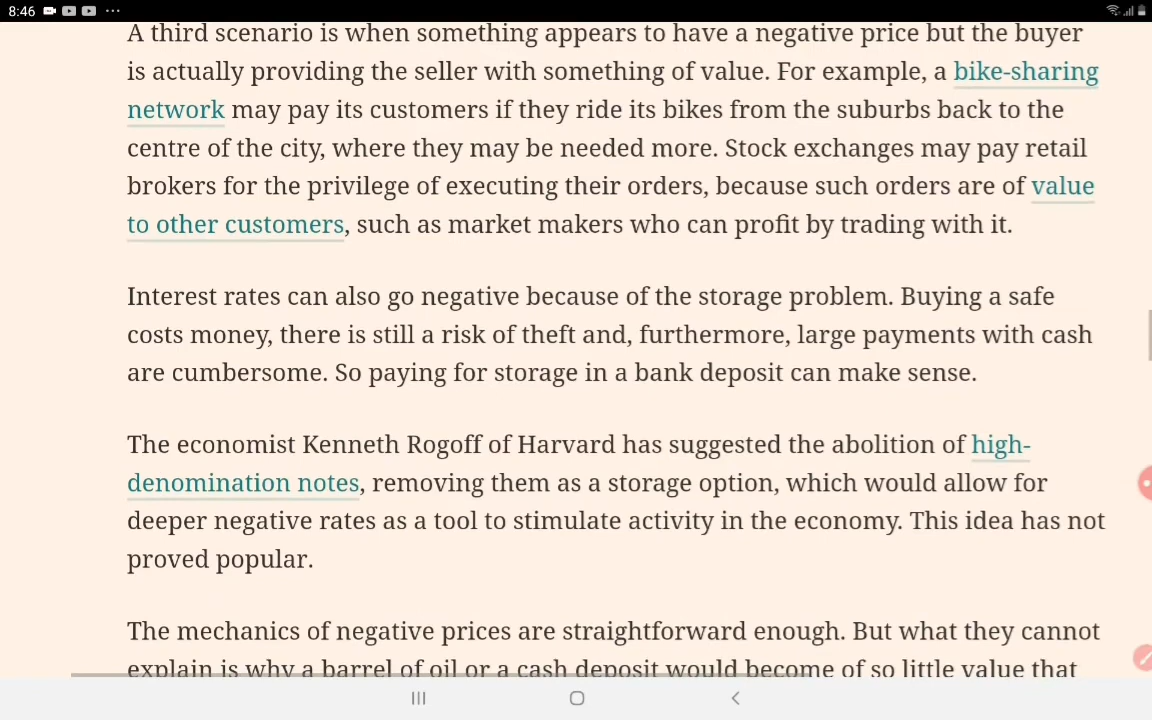 8:46
A third scenario is when something appears to have a negative price but the buyer
is actually providing the seller with something of value. For example, a bike-sharing
network may pay its customers if they ride its bikes from the suburbs back to the
centre of the city, where they may be needed more. Stock exchanges may pay retail
brokers for the privilege of executing their orders, because such orders are of value
to other customers, such as market makers who can profit by trading with it.
Interest rates can also go negative because of the storage problem. Buying a safe
costs money, there is still a risk of theft and, furthermore, large payments with cash
are cumbersome. So paying for storage in a bank deposit can make sense.
The economist Kenneth Rogoff of Harvard has suggested the abolition of high-
denomination notes, removing them as a storage option, which would allow for
deeper negative rates as a tool to stimulate activity in the economy. This idea has not
proved popular.
The mechanics of negative prices are straightforward enough. But what they cannot
explain is why a barrel of oil or a cash deposit would become of so little value that